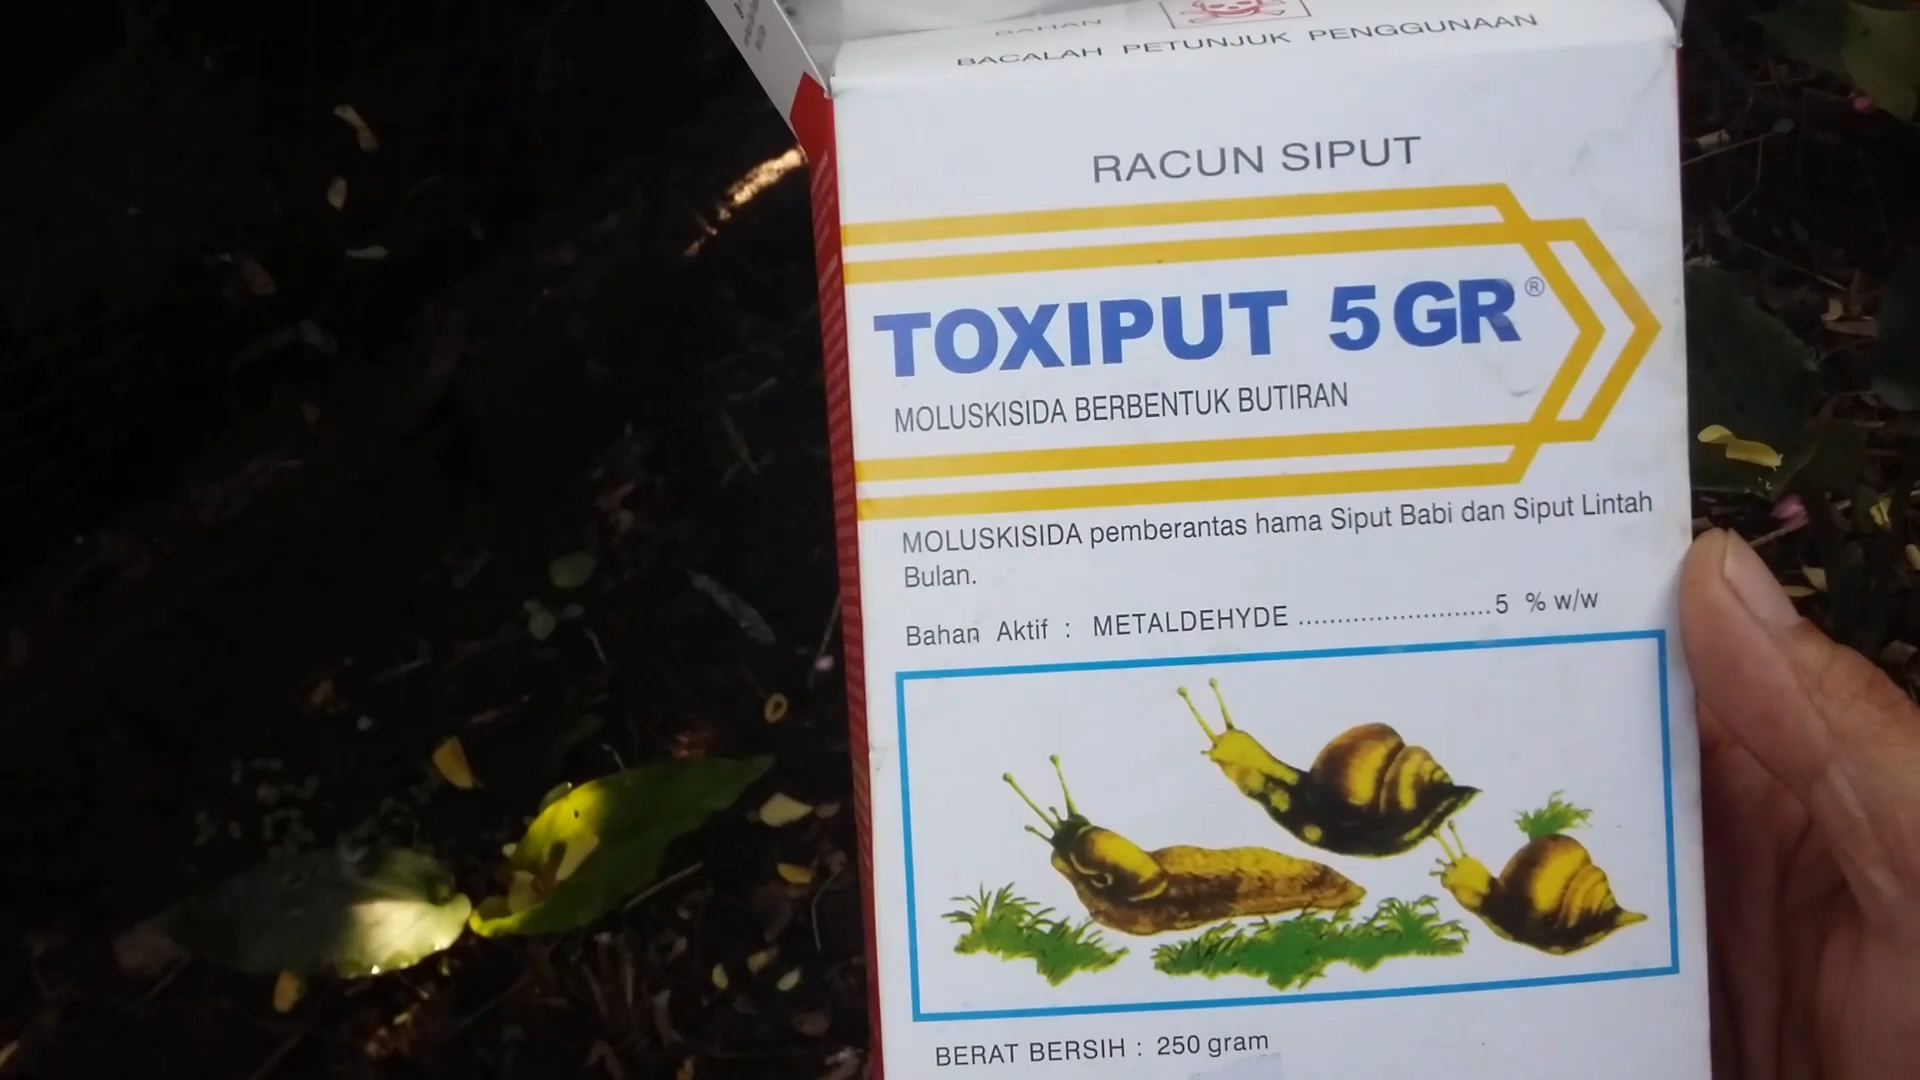 BAHAN
BACALAH PETUNJUK PENGGUNAAN
RACUN SIPUT
TOXIPUT 5GR®
MOLUSKISIDA BERBENTUK BUTIRAN
MOLUSKISIDA pemberantas hama Siput Babi dan Siput Lintah
Bulan.
Bahan Aktif : METALDEHYDE ........................5 % w/w
BERAT BERSIH : 250 gram